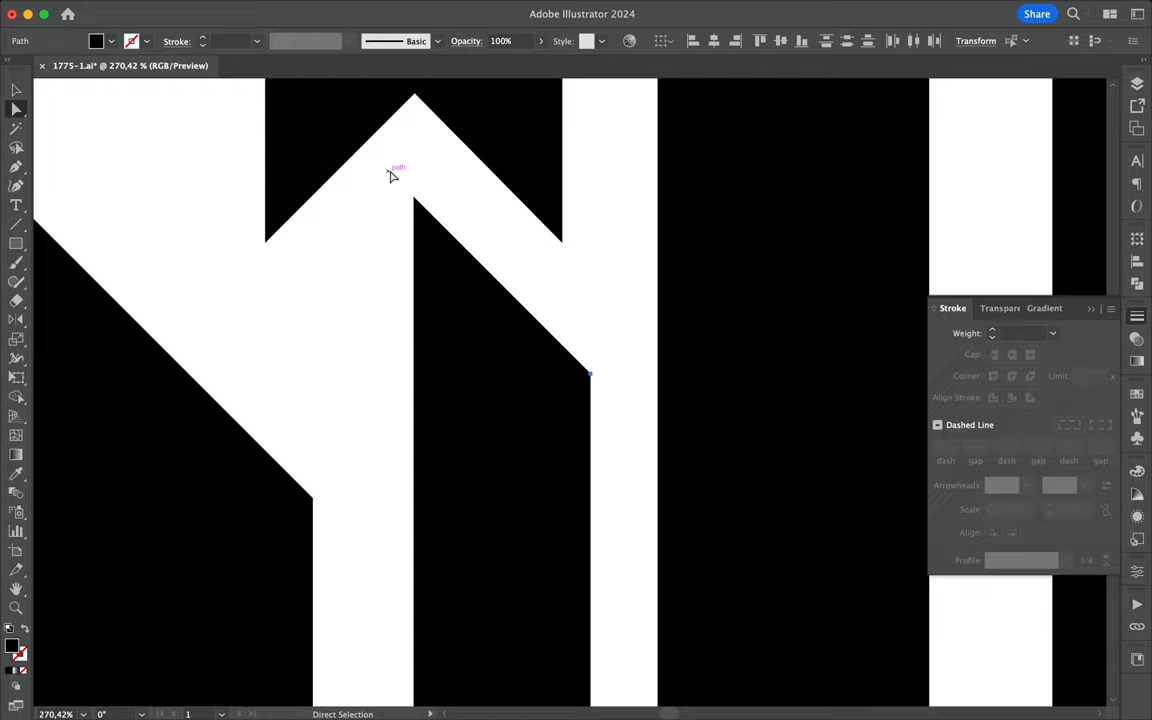 Adobe Illustrator 2024
Share
Path
Stroke:
Basic
Opacity: 100%
Style:
Transform
1775-1.ai* @ 270,42 % (RGB/Preview)
path
Stroke Transpare Gradient
Weight:
Cap:
Corner: Limit:
Align Stroke:
Dashed Line
dash gap dash gap dash gap
Arrowheads:
Scale:
Align:
Profile:
270,42% 0° 1 Direct Selection